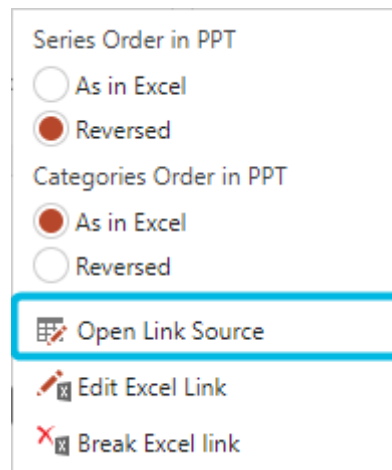 Series Order in PPT
As in Excel
Reversed
Categories Order in PPT
As in Excel
Reversed
Open Link Source
Edit Excel Link
Break Excel link